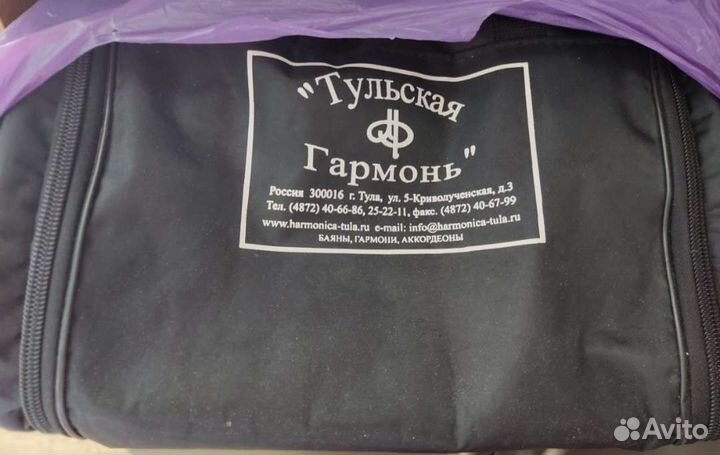 "Тульская
Гармонь"
Россия 300016 г. Тула, ул. 5-Криволученская, д.3
Тел. (4872) 40-66-86, 25-22-11, факс. (4872) 40-67-99
www.harmonica-tula.ru e-mail: info@harmonica-tula.ru
БАЯНЫ, ГАРМОНИ, АККОРДЕОНЫ
Avito